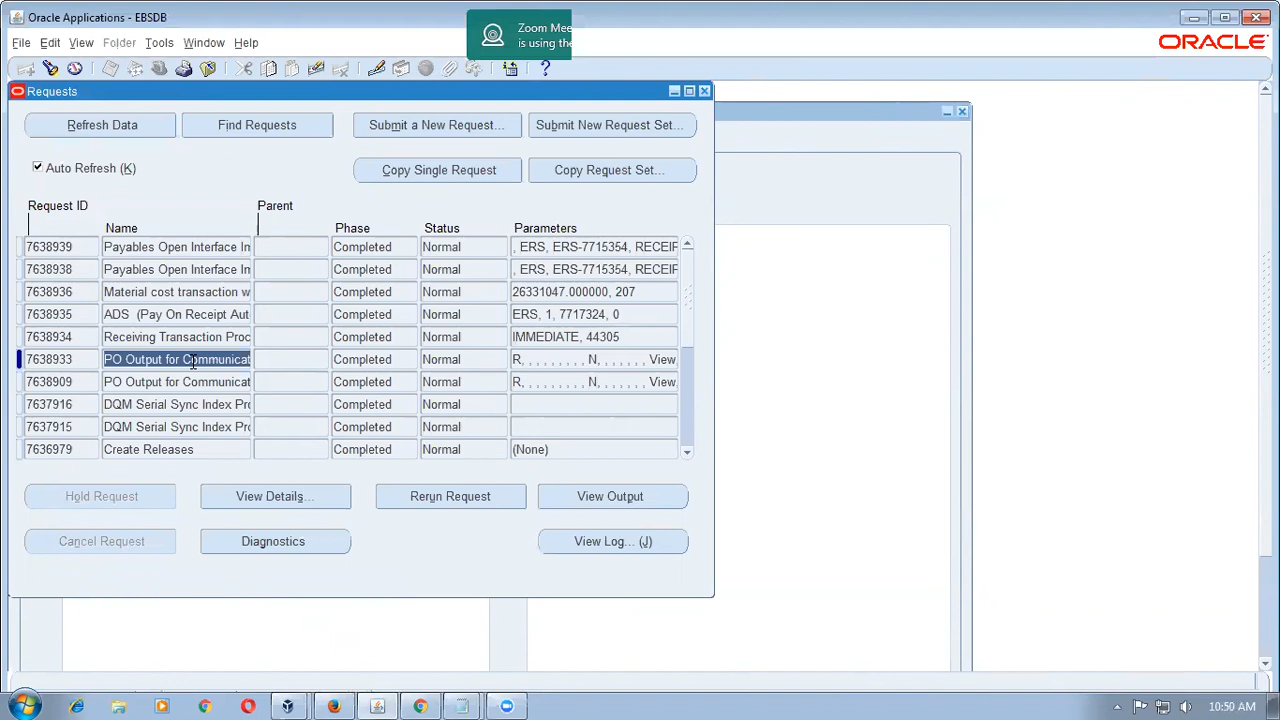 Oracle Applications - EBSDB
Zoom Mee
is using the
File Edit View Folder Tools Window Help
ORACLE
Requests
Refresh Data Find Requests Submit a New Request... Submit New Request Set...
Auto Refresh (K) Copy Single Request Copy Request Set...
Request ID Parent
Name Phase Status Parameters
7638939 Payables Open Interface Im Completed Normal , ERS, ERS-7715354, RECEIF
7638938 Payables Open Interface Im Completed Normal , ERS, ERS-7715354, RECEIF
7638936 Material cost transaction w Completed Normal 26331047.000000, 207
7638935 ADS (Pay On Receipt Aut Completed Normal ERS, 1, 7717324, 0
7638934 Receiving Transaction Proc Completed Normal IMMEDIATE, 44305
7638933 PO Output for Communicat Completed Normal R, , , , , , , , , N, , , , , , View,
7638909 PO Output for Communicat Completed Normal R, , , , , , , , , N, , , , , , View,
7637916 DQM Serial Sync Index Pro Completed Normal
7637915 DQM Serial Sync Index Pro Completed Normal
7636979 Create Releases Completed Normal (None)
Hold Request View Details... Rerun Request View Output
Cancel Request Diagnostics View Log... (J)
10:50 AM